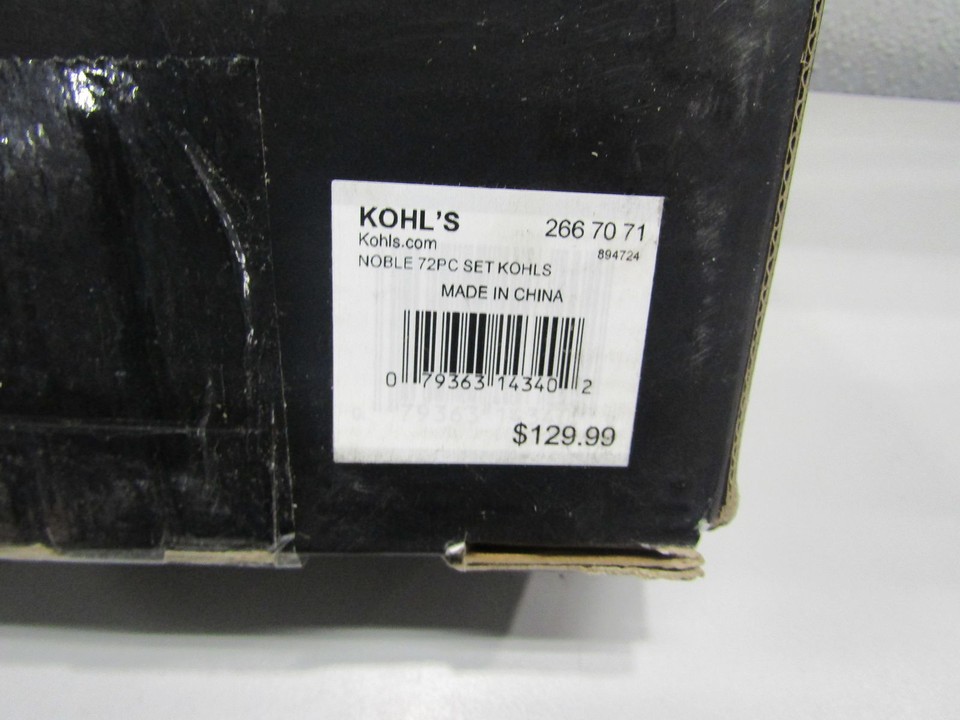 KOHL'S 266 70 71
Kohls.com 894724
NOBLE 72PC SET KOHLS
MADE IN CHINA
0 79363 14340 2
$129.99